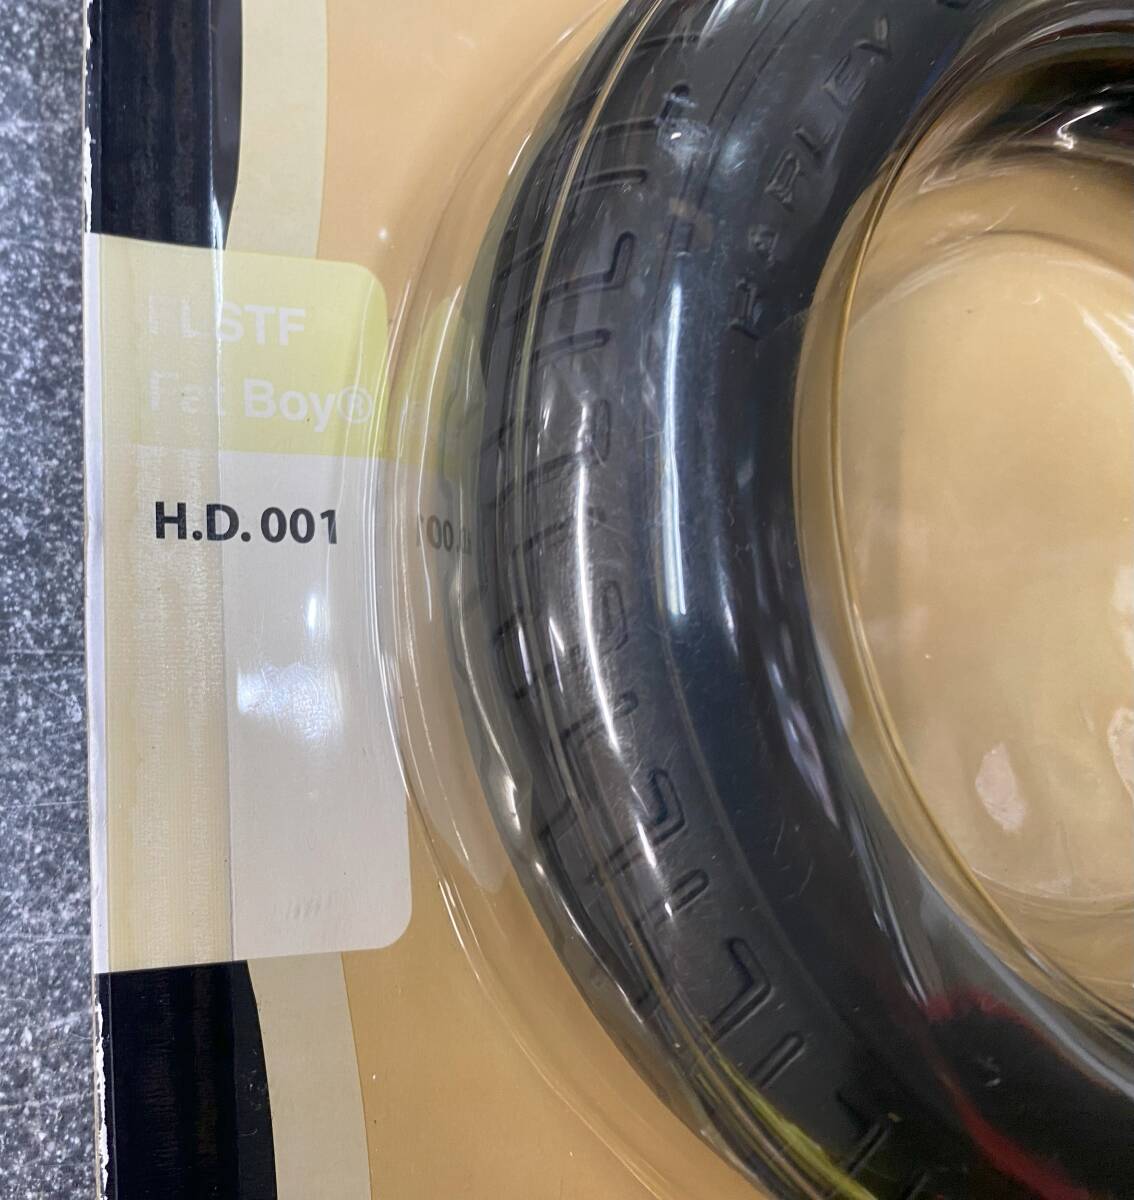 HARLEY
FLSTF
Fat Boy®
H.D. 001